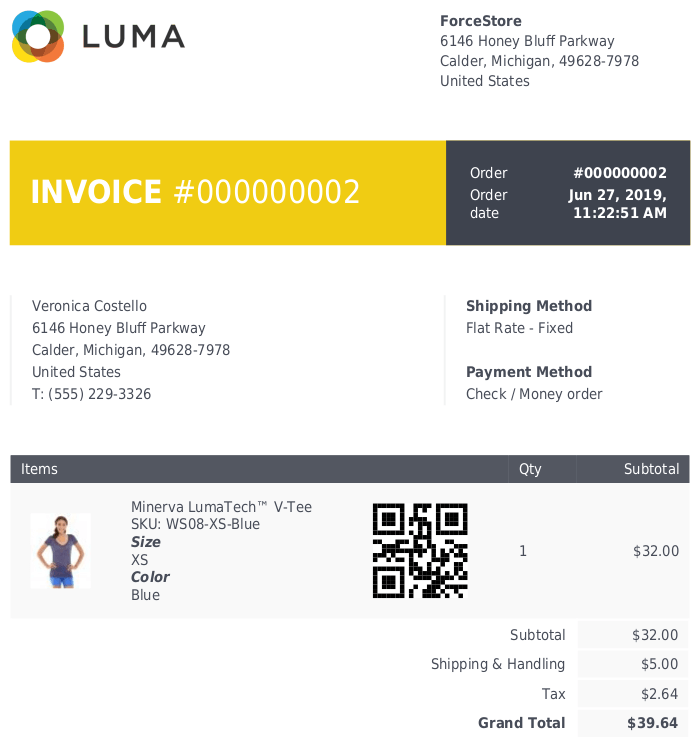 LUMA
ForceStore
6146 Honey Bluff Parkway
Calder, Michigan, 49628-7978
United States
INVOICE #000000002
Order #000000002
Order date Jun 27, 2019, 11:22:51 AM
Veronica Costello
6146 Honey Bluff Parkway
Calder, Michigan, 49628-7978
United States
T: (555) 229-3326
Shipping Method
Flat Rate - Fixed
Payment Method
Check / Money order
Items Qty Subtotal
Minerva LumaTech™ V-Tee
SKU: WS08-XS-Blue
Size
XS
Color
Blue
1 $32.00
Subtotal $32.00
Shipping & Handling $5.00
Tax $2.64
Grand Total $39.64